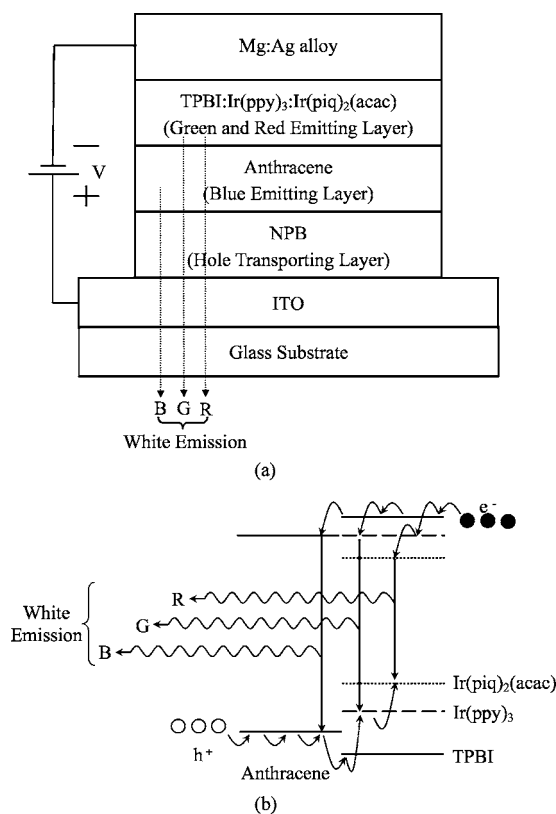 Mg:Ag alloy
TPBI:Ir(ppy)₃:Ir(piq)₂(acac)
(Green and Red Emitting Layer)
Anthracene
(Blue Emitting Layer)
NPB
(Hole Transporting Layer)
ITO
Glass Substrate
−
V
+
B G R
White Emission
(a)
e⁻
R
G
B
White
Emission
Ir(piq)₂(acac)
Ir(ppy)₃
TPBI
h⁺
Anthracene
(b)